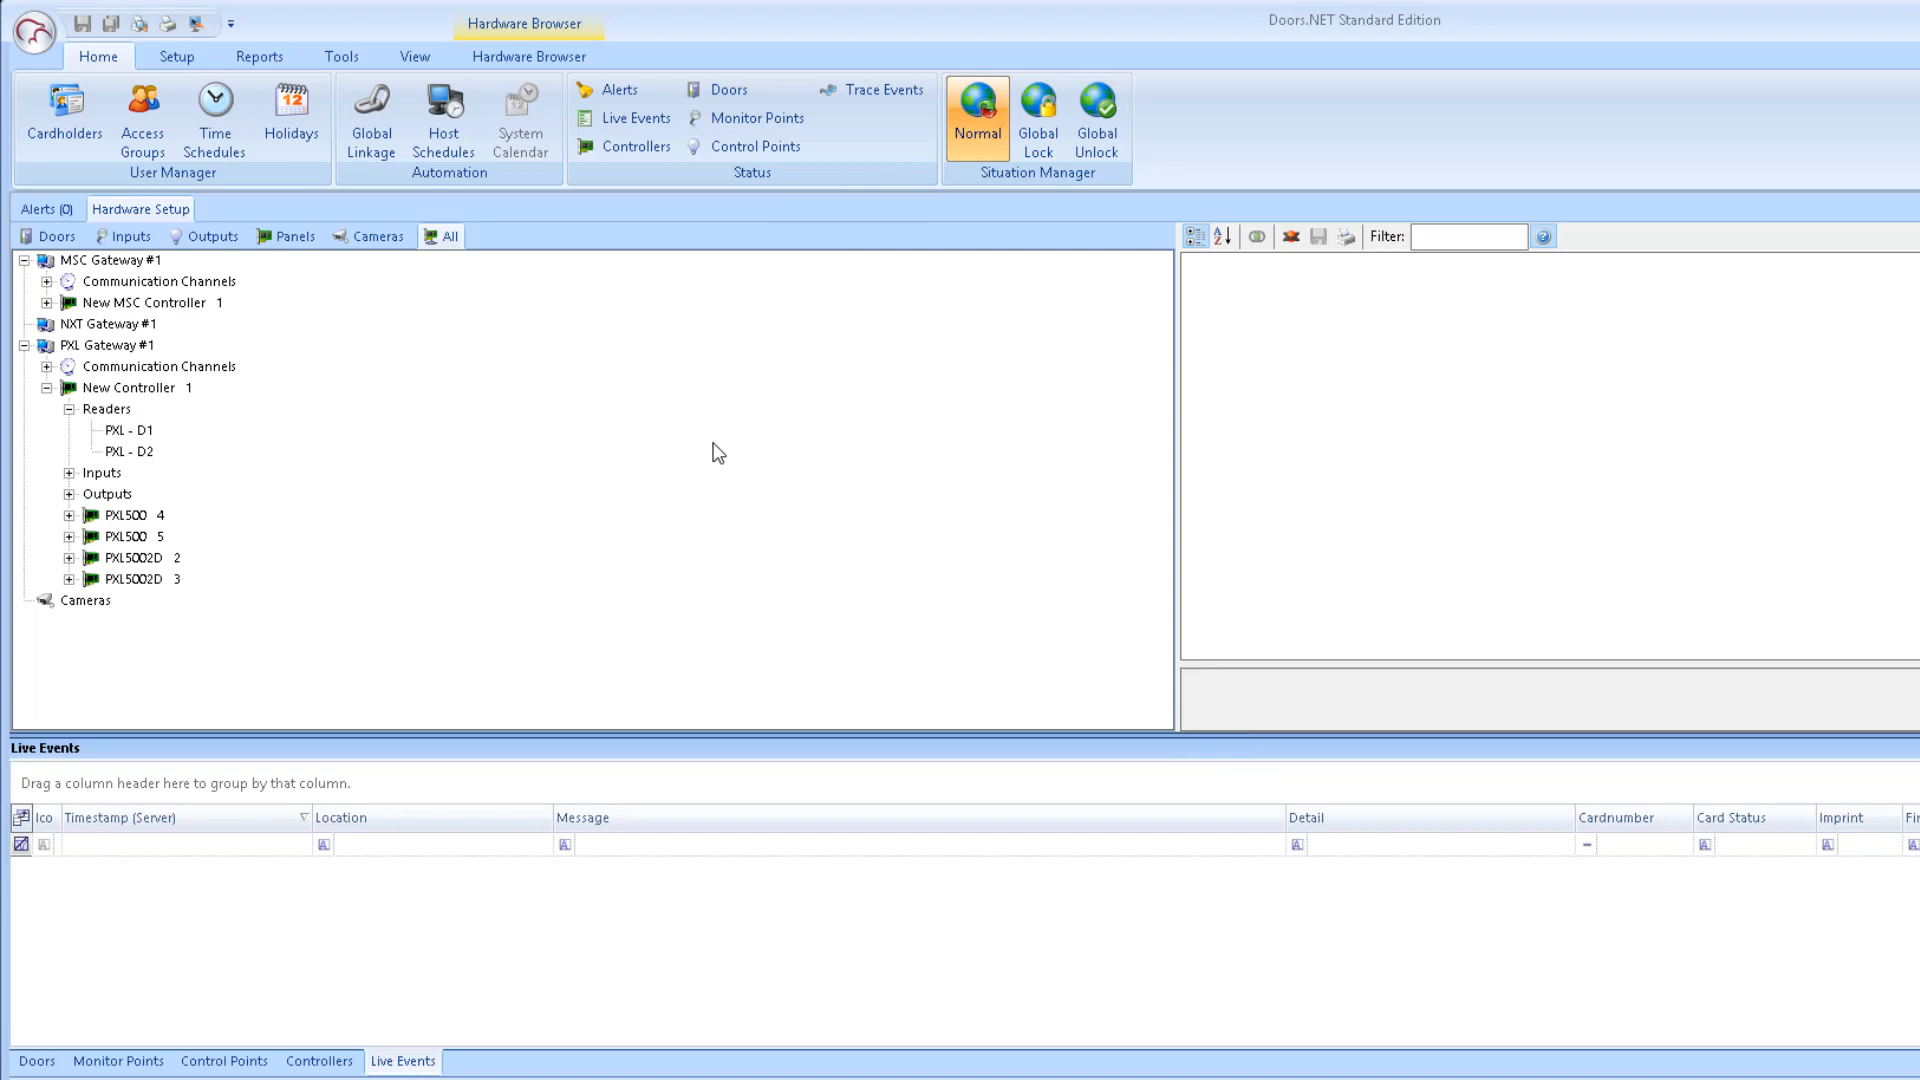 Hardware Browser
Doors.NET Standard Edition
Home Setup Reports Tools View Hardware Browser
Cardholders
Access Groups
Time Schedules
Holidays
User Manager
Global Linkage
Host Schedules
System Calendar
Automation
Alerts
Live Events
Controllers
Doors
Monitor Points
Control Points
Trace Events
Status
Normal
Global Lock
Global Unlock
Situation Manager
Alerts (0) Hardware Setup
Doors Inputs Outputs Panels Cameras All
Filter:
MSC Gateway #1
Communication Channels
New MSC Controller 1
NXT Gateway #1
PXL Gateway #1
Communication Channels
New Controller 1
Readers
PXL - D1
PXL - D2
Inputs
Outputs
PXL500 4
PXL500 5
PXL5002D 2
PXL5002D 3
Cameras
Live Events
Drag a column header here to group by that column.
Ico Timestamp (Server) Location Message Detail Cardnumber Card Status Imprint Fir
Doors Monitor Points Control Points Controllers Live Events